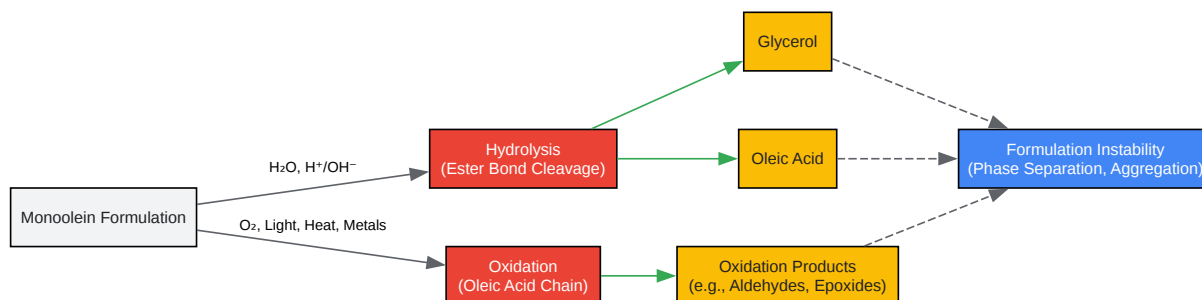 Glycerol
Hydrolysis
(Ester Bond Cleavage)
Oleic Acid
Formulation Instability
(Phase Separation, Aggregation)
H₂O, H⁺/OH⁻
Monoolein Formulation
O₂, Light, Heat, Metals
Oxidation
(Oleic Acid Chain)
Oxidation Products
(e.g., Aldehydes, Epoxides)